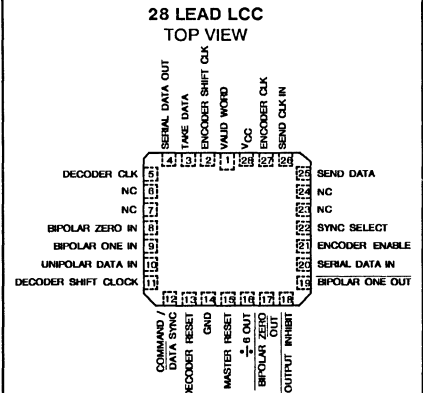 28 LEAD LCC
TOP VIEW
SERIAL DATA OUT
TAKE DATA
ENCODER SHIFT CLK
VALID WORD
VCC
ENCODER CLK
SEND CLK IN
4 3 2 1 28 27 26
DECODER CLK 5
NC 6
NC 7
BIPOLAR ZERO IN 8
BIPOLAR ONE IN 9
UNIPOLAR DATA IN 10
DECODER SHIFT CLOCK 11
25 SEND DATA
24 NC
23 NC
22 SYNC SELECT
21 ENCODER ENABLE
20 SERIAL DATA IN
19 BIPOLAR ONE OUT
12 13 14 15 16 17 18
COMMAND /
DATA SYNC
DECODER RESET
GND
MASTER RESET
÷ 6 OUT
BIPOLAR ZERO
OUT
OUTPUT INHIBIT